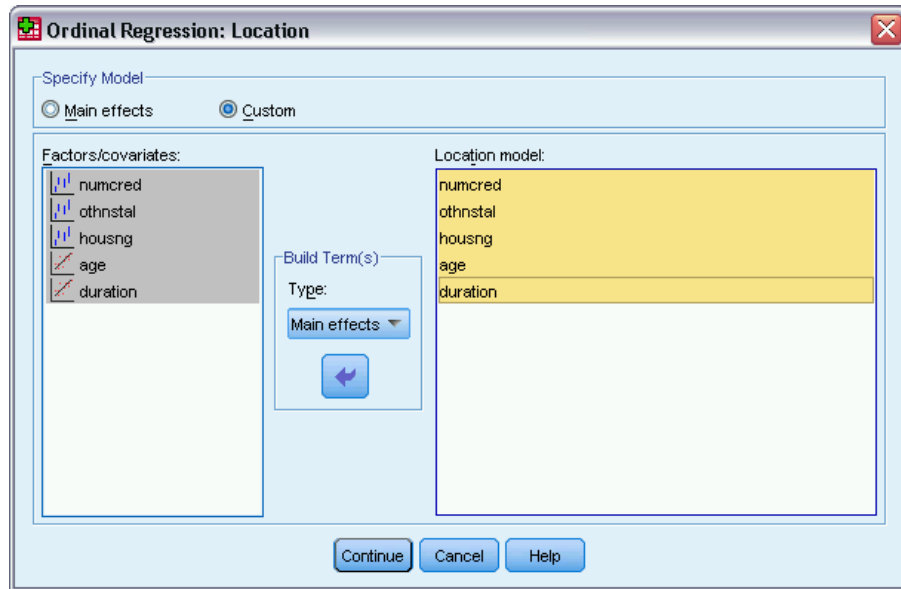 Ordinal Regression: Location
Specify Model
Main effects
Custom
Factors/covariates:
numcred
othnstal
housng
age
duration
Build Term(s)
Type:
Main effects
Location model:
numcred
othnstal
housng
age
duration
Continue
Cancel
Help